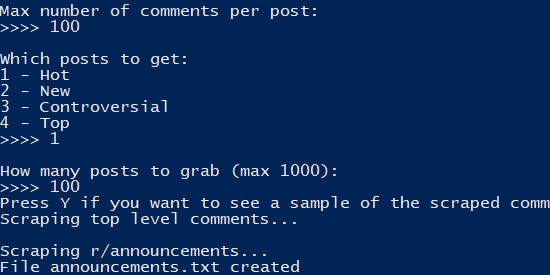 Max number of comments per post:
>>>> 100
Which posts to get:
1 - Hot
2 - New
3 - Controversial
4 - Top
>>>> 1
How many posts to grab (max 1000):
>>>> 100
Press Y if you want to see a sample of the scraped comm
Scraping top level comments...
Scraping r/announcements...
File announcements.txt created